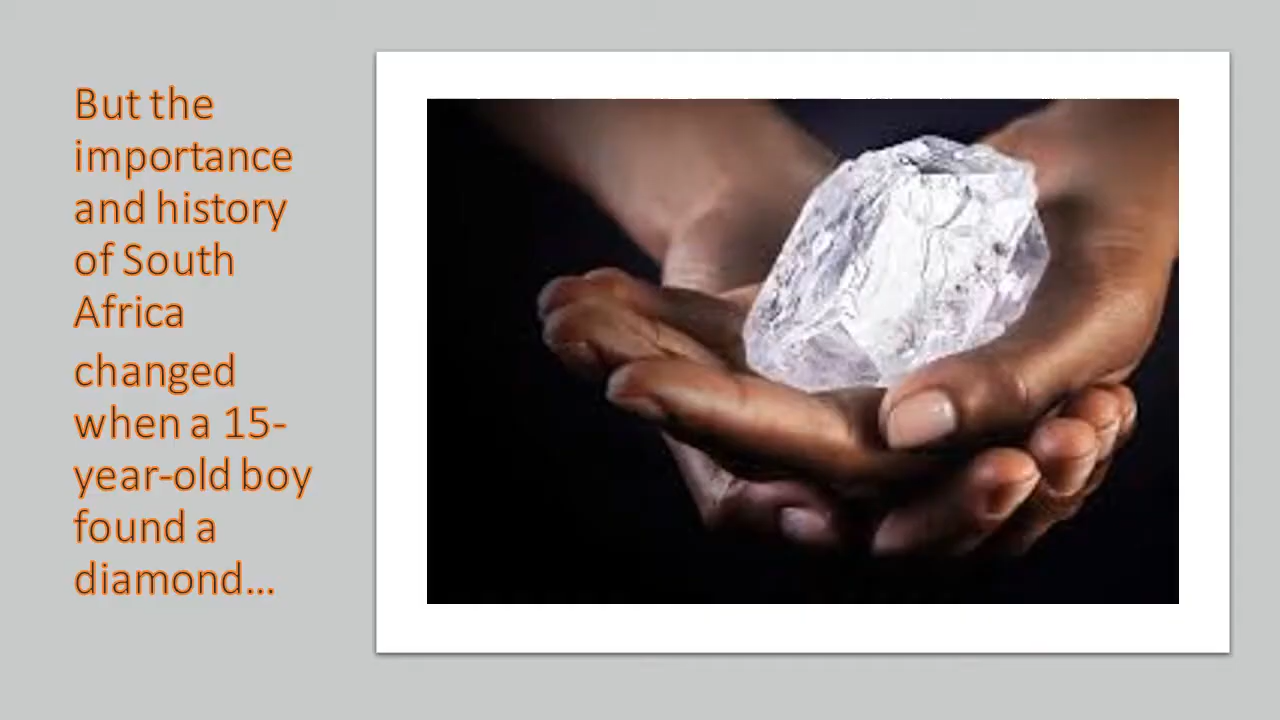 But the
importance
and history
of South
Africa
changed
when a 15-
year-old boy
found a
diamond...